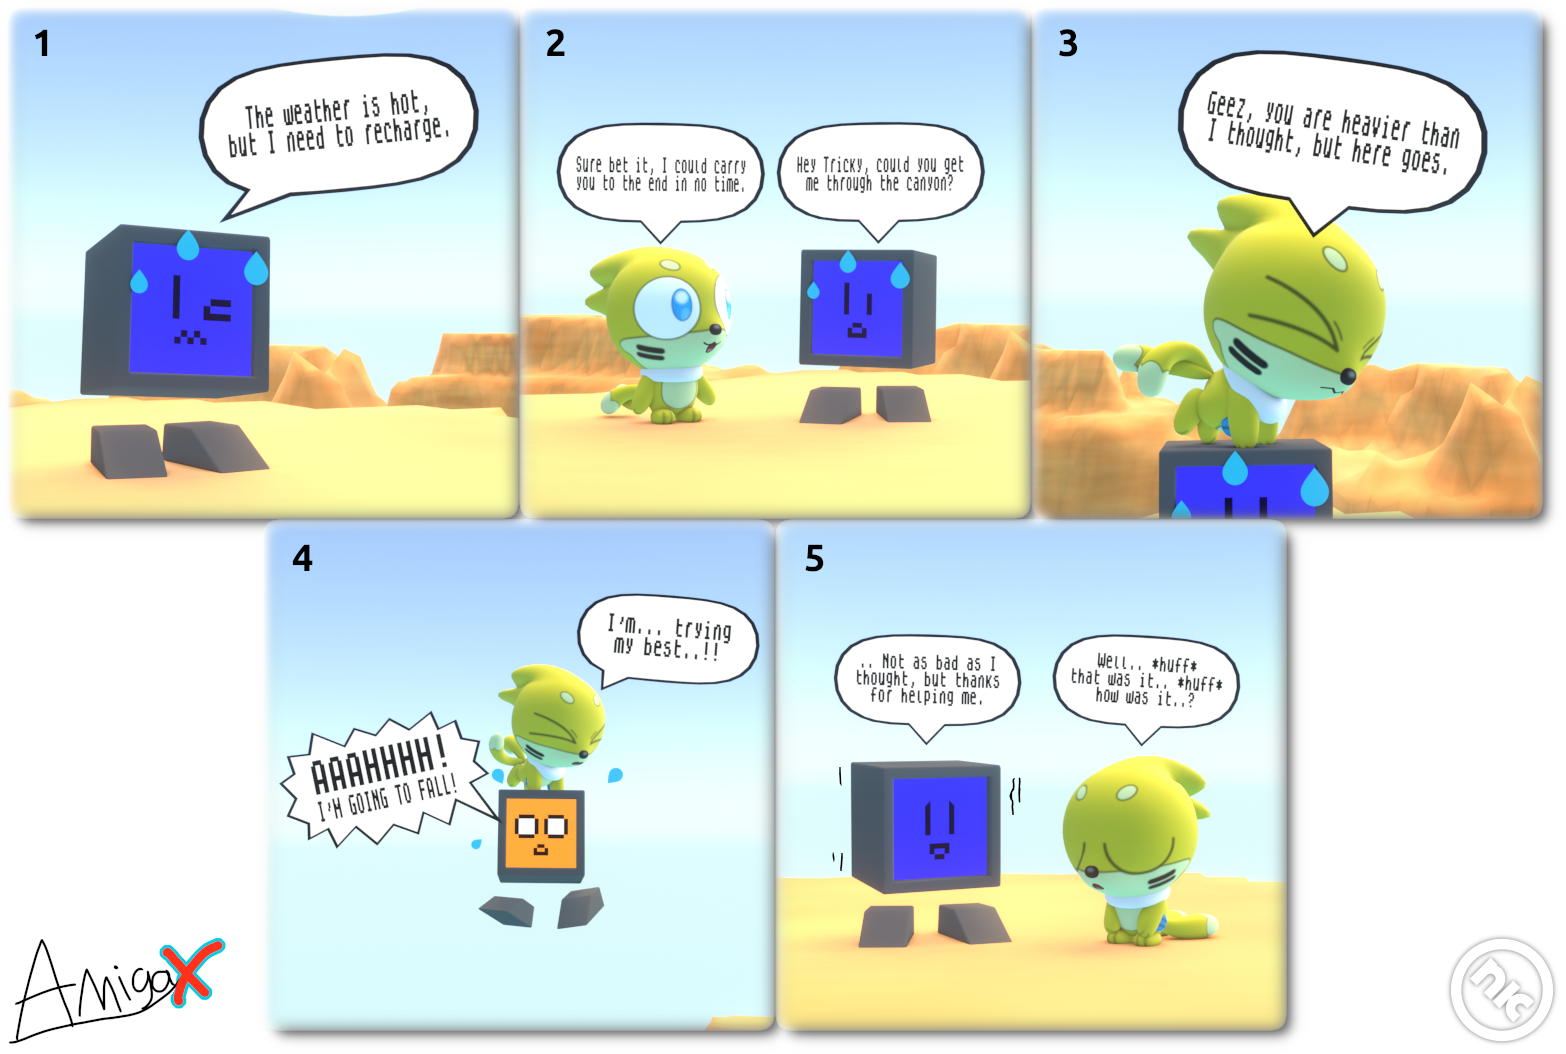 1
The weather is hot,
but I need to recharge.
2
Sure bet it, I could carry
you to the end in no time.
Hey Tricky, could you get
me through the canyon?
3
Geez, you are heavier than
I thought, but here goes.
4
I'm... trying
my best..!!
AAAHHHH!
I'M GOING TO FALL!
5
.. Not as bad as I
thought, but thanks
for helping me.
Well.. *huff*
that was it.. *huff*
how was it..?
AmigaX
nrc